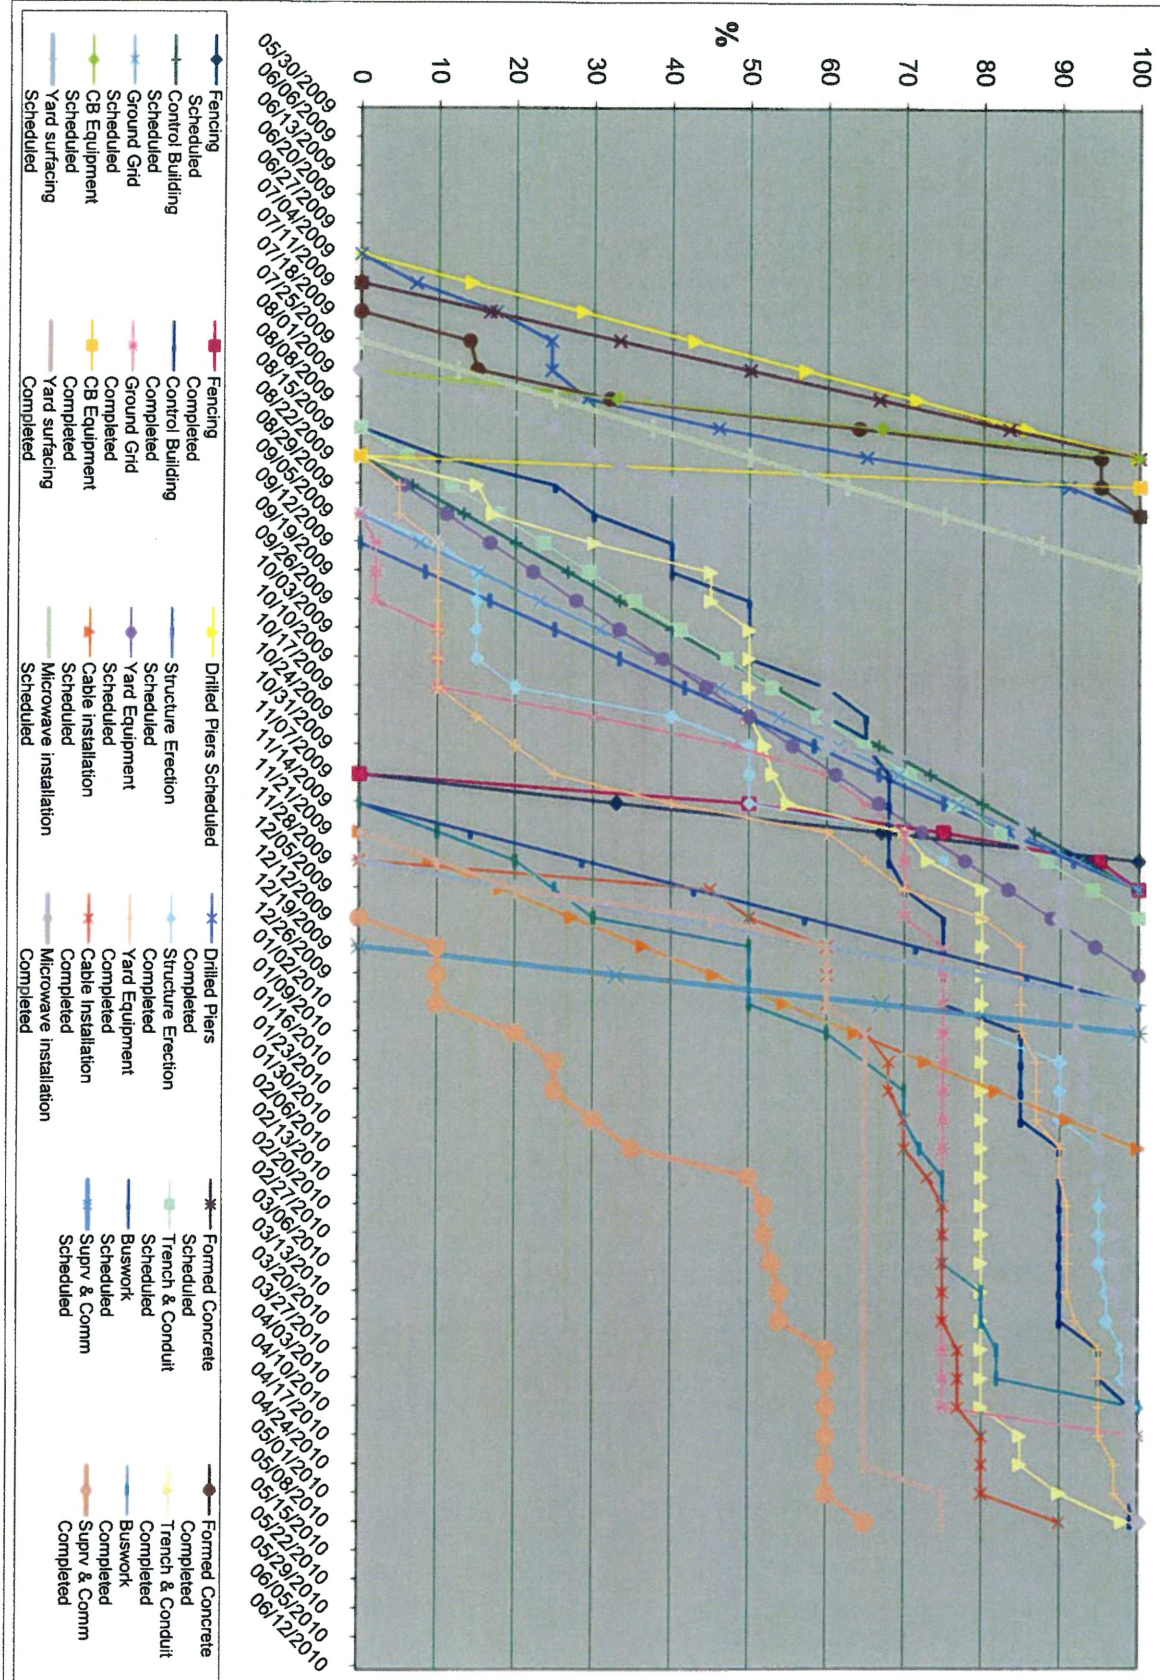 %
100
90
80
70
60
50
40
30
20
10
0
05/30/2009
06/06/2009
06/13/2009
06/20/2009
06/27/2009
07/04/2009
07/11/2009
07/18/2009
07/25/2009
08/01/2009
08/08/2009
08/15/2009
08/22/2009
08/29/2009
09/05/2009
09/12/2009
09/19/2009
09/26/2009
10/03/2009
10/10/2009
10/17/2009
10/24/2009
10/31/2009
11/07/2009
11/14/2009
11/21/2009
11/28/2009
12/05/2009
12/12/2009
12/19/2009
12/26/2009
01/02/2010
01/09/2010
01/16/2010
01/23/2010
01/30/2010
02/06/2010
02/13/2010
02/20/2010
02/27/2010
03/06/2010
03/13/2010
03/20/2010
03/27/2010
04/03/2010
04/10/2010
04/17/2010
04/24/2010
05/01/2010
05/08/2010
05/15/2010
05/22/2010
05/29/2010
06/05/2010
06/12/2010
Fencing
Scheduled
Fencing
Completed
Drilled Piers Scheduled
Drilled Piers
Completed
Formed Concrete
Scheduled
Formed Concrete
Completed
Control Building
Scheduled
Control Building
Completed
Structure Erection
Scheduled
Structure Erection
Completed
Trench & Conduit
Scheduled
Trench & Conduit
Completed
Ground Grid
Scheduled
Ground Grid
Completed
Yard Equipment
Scheduled
Yard Equipment
Completed
Buswork
Scheduled
Buswork
Completed
CB Equipment
Scheduled
CB Equipment
Completed
Cable installation
Scheduled
Cable Installation
Completed
Suprv & Comm
Scheduled
Suprv & Comm
Completed
Yard surfacing
Scheduled
Yard surfacing
Completed
Microwave installation
Scheduled
Microwave installation
Completed